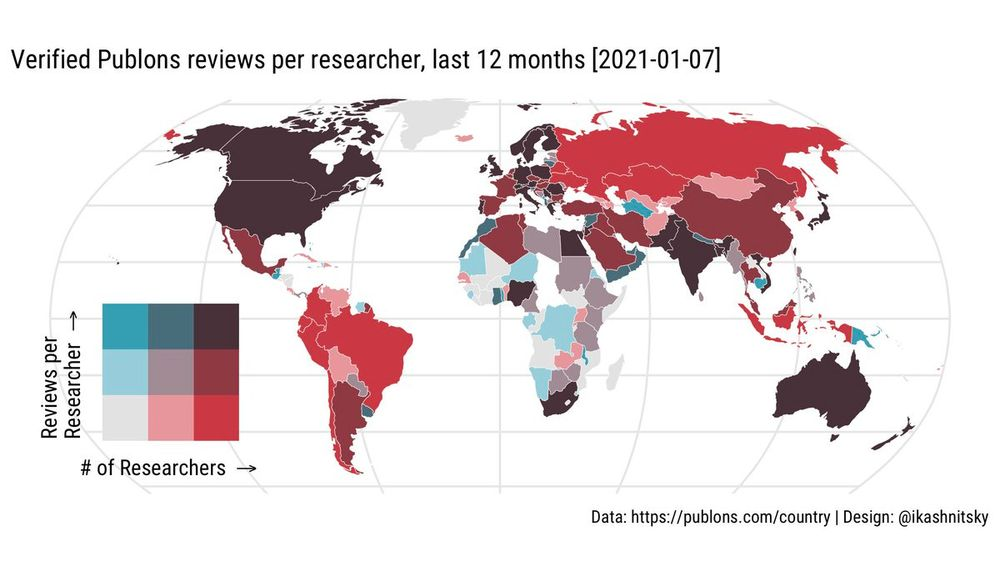 Verified Publons reviews per researcher, last 12 months [2021-01-07]
Reviews per
Researcher →
# of Researchers →
Data: https://publons.com/country | Design: @ikashnitsky